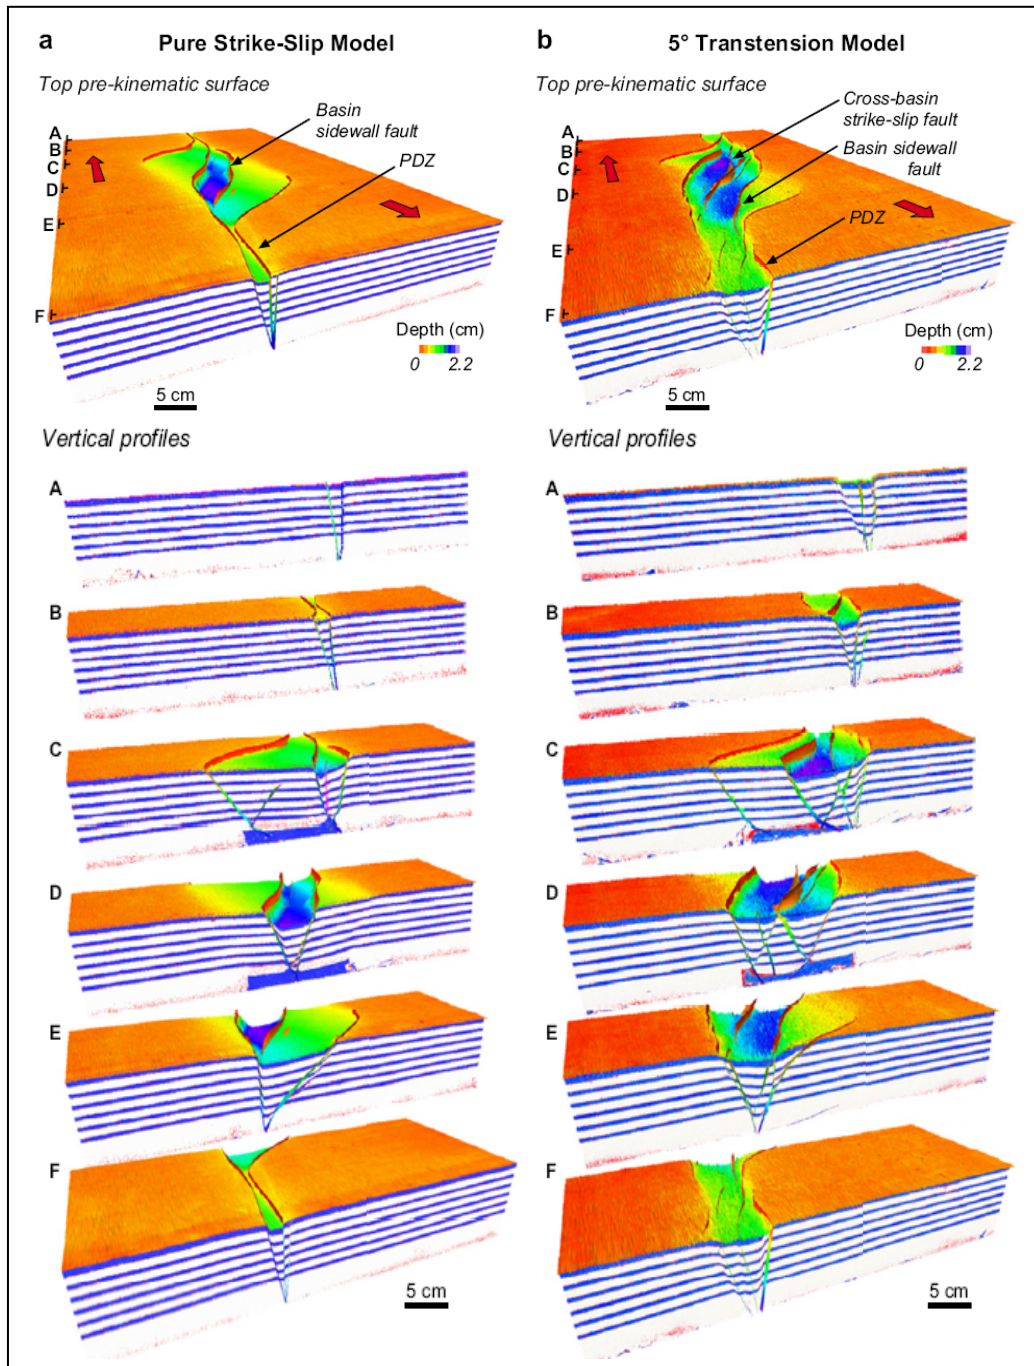 a
Pure Strike-Slip Model
Top pre-kinematic surface
Basin
sidewall fault
PDZ
A
B
C
D
E
F
Depth (cm)
0
2.2
5 cm
Vertical profiles
A
B
C
D
E
F
5 cm
b
5° Transtension Model
Top pre-kinematic surface
Cross-basin
strike-slip fault
Basin sidewall
fault
PDZ
A
B
C
D
E
F
Depth (cm)
0
2.2
5 cm
Vertical profiles
A
B
C
D
E
F
5 cm